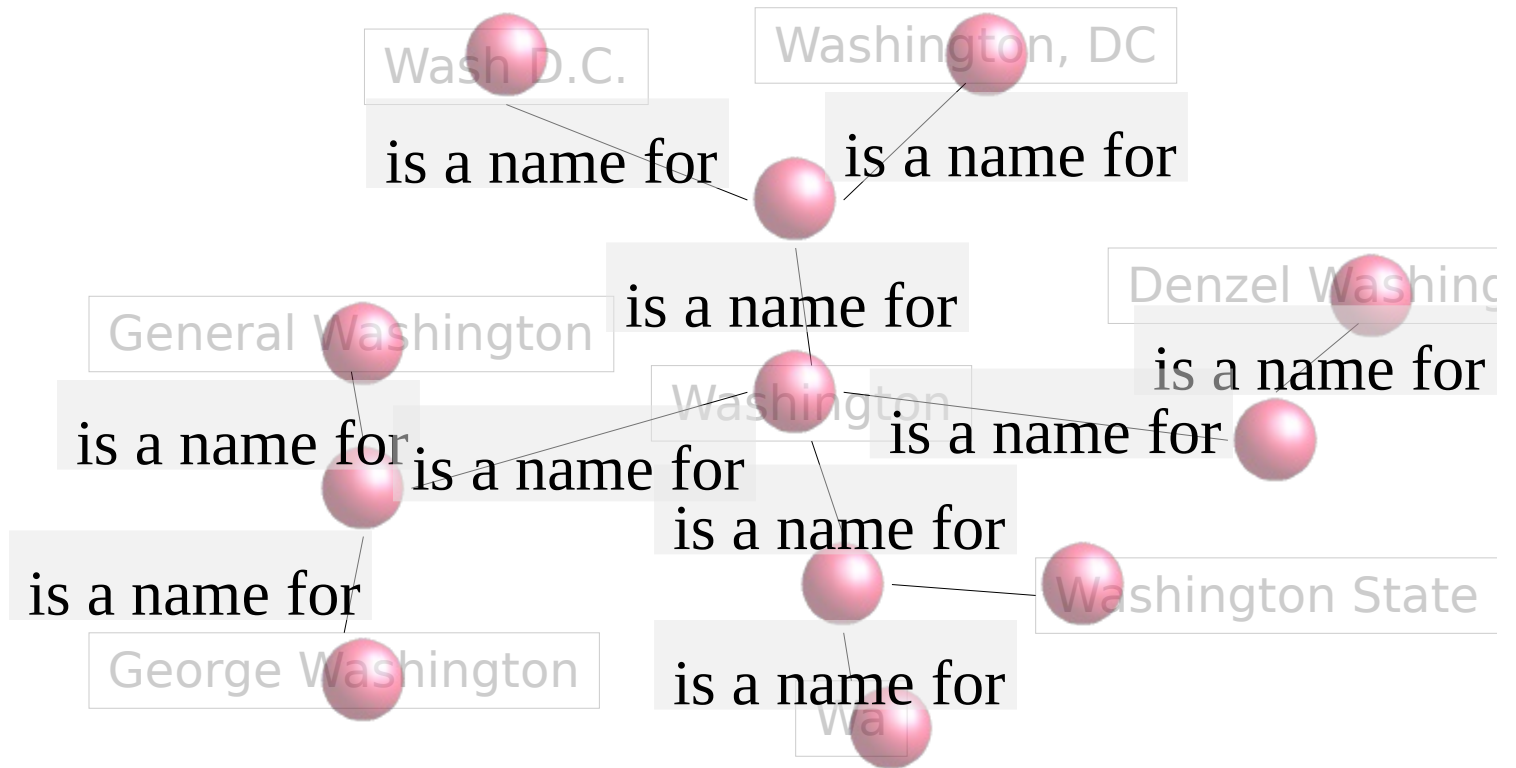 Wash D.C.
Washington, DC
is a name for
is a name for
Denzel Washing
is a name for
General Washington
is a name for
Washington
is a name for
is a name for
is a name for
is a name for
Washington State
is a name for
George Washington
is a name for
Wa